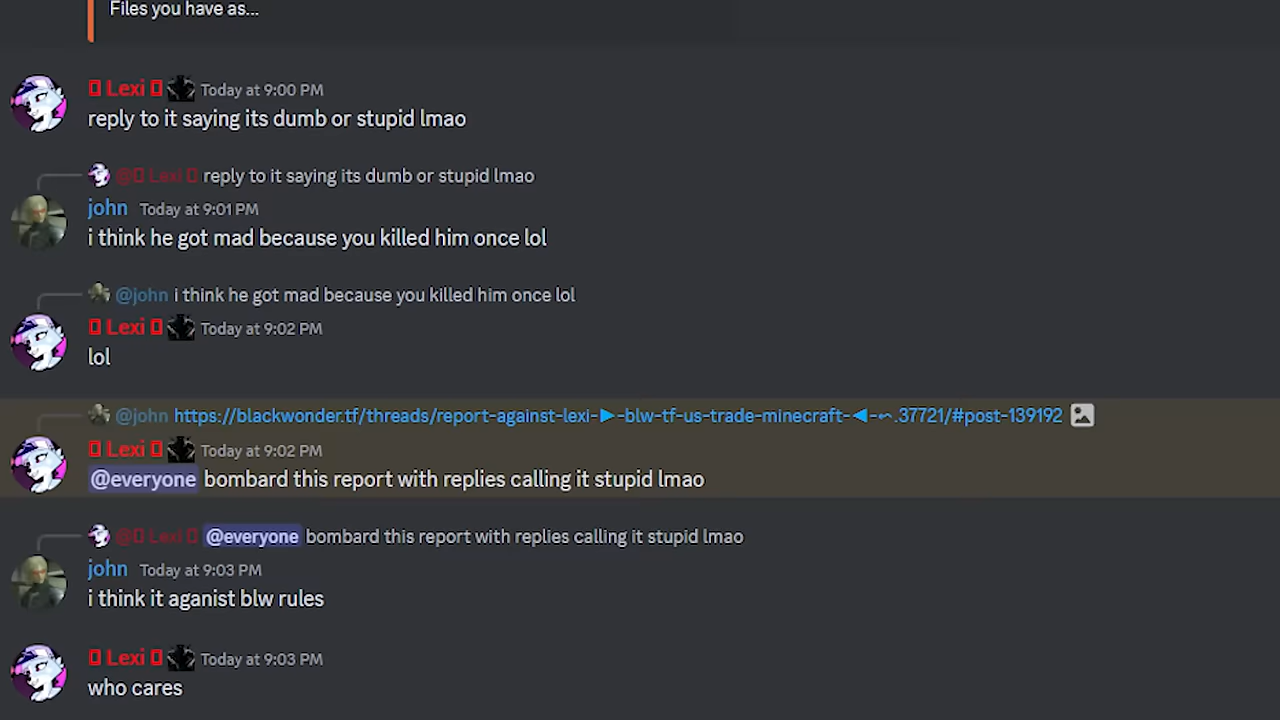 Files you have as...
Lexi Today at 9:00 PM
reply to it saying its dumb or stupid lmao
@ Lexi reply to it saying its dumb or stupid lmao
john Today at 9:01 PM
i think he got mad because you killed him once lol
@john i think he got mad because you killed him once lol
Lexi Today at 9:02 PM
lol
@john https://blackwonder.tf/threads/report-against-lexi-►-blw-tf-us-trade-minecraft-◄-⤺.37721/#post-139192
Lexi Today at 9:02 PM
@everyone bombard this report with replies calling it stupid lmao
@ Lexi @everyone bombard this report with replies calling it stupid lmao
john Today at 9:03 PM
i think it aganist blw rules
Lexi Today at 9:03 PM
who cares